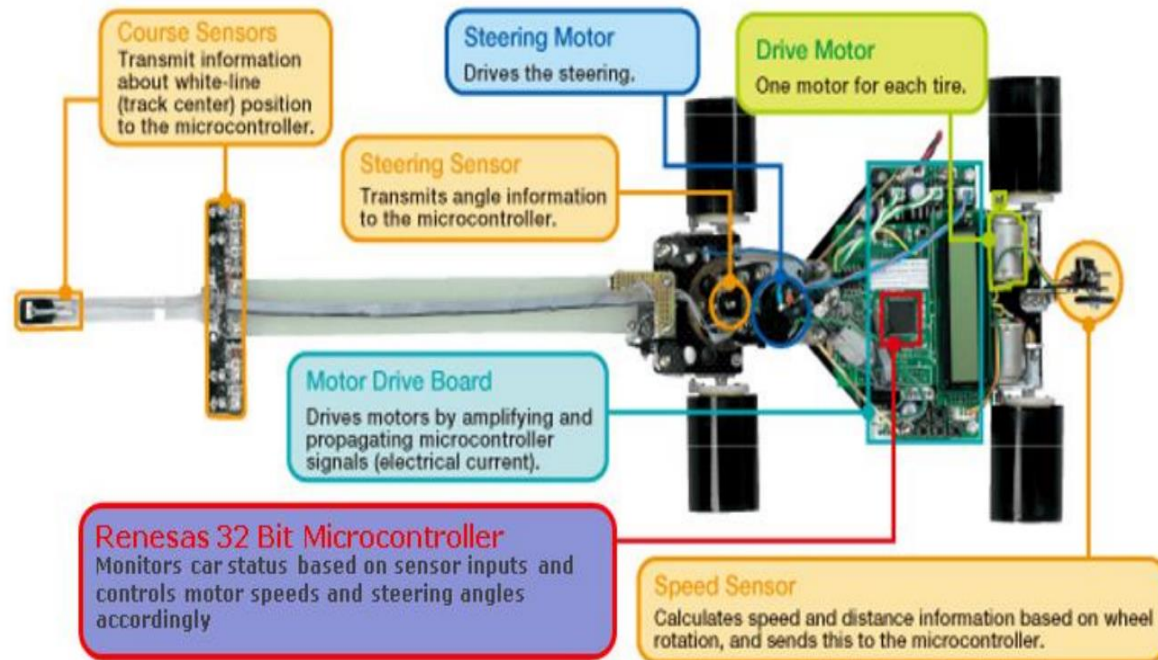 Course Sensors
Transmit information
about white-line
(track center) position
to the microcontroller.
Steering Motor
Drives the steering.
Drive Motor
One motor for each tire.
Steering Sensor
Transmits angle information
to the microcontroller.
Motor Drive Board
Drives motors by amplifying and
propagating microcontroller
signals (electrical current).
Renesas 32 Bit Microcontroller
Monitors car status based on sensor inputs and
controls motor speeds and steering angles
accordingly
Speed Sensor
Calculates speed and distance information based on wheel
rotation, and sends this to the microcontroller.